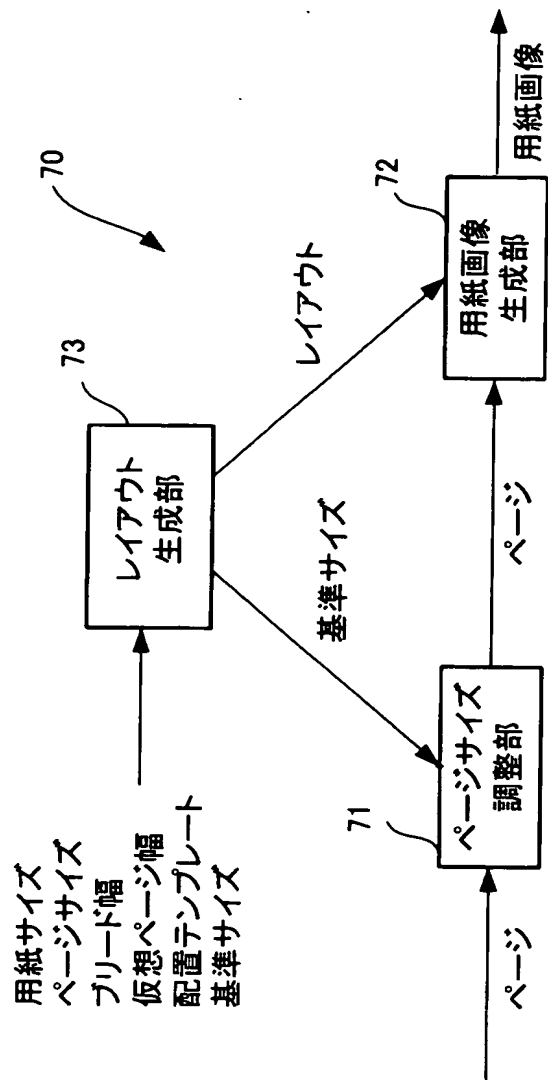 用紙サイズ
ページサイズ
ブリード幅
仮想ページ幅
配置テンプレート
基準サイズ
73
レイアウト
生成部
70
基準サイズ
レイアウト
ページ
71
ページサイズ
調整部
ページ
72
用紙画像
生成部
用紙画像